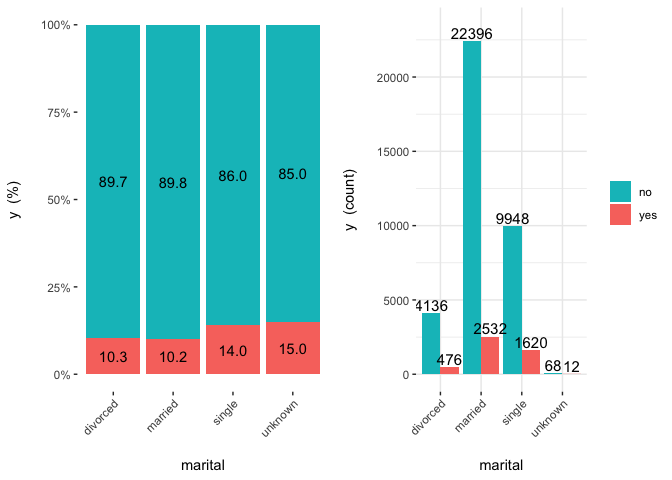 100%
75%
50%
25%
0%
y (%)
89.7
89.8
86.0
85.0
10.3
10.2
14.0
15.0
divorced
married
single
unknown
marital
20000
15000
10000
5000
0
y (count)
22396
9948
4136
2532
1620
476
68
12
divorced
married
single
unknown
marital
no
yes